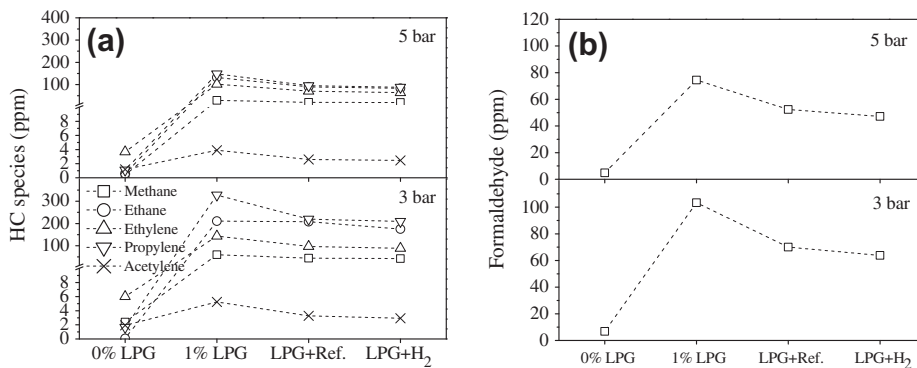 (a)
5 bar
HC species (ppm)
400
300
200
150
100
8
6
4
2
0
3 bar
Methane
Ethane
Ethylene
Propylene
Acetylene
300
200
100
8
6
4
2
0
0% LPG 1% LPG LPG+Ref. LPG+H2
(b)
5 bar
Formaldehyde (ppm)
120
100
80
60
40
20
0
3 bar
100
80
60
40
20
0
0% LPG 1% LPG LPG+Ref. LPG+H2